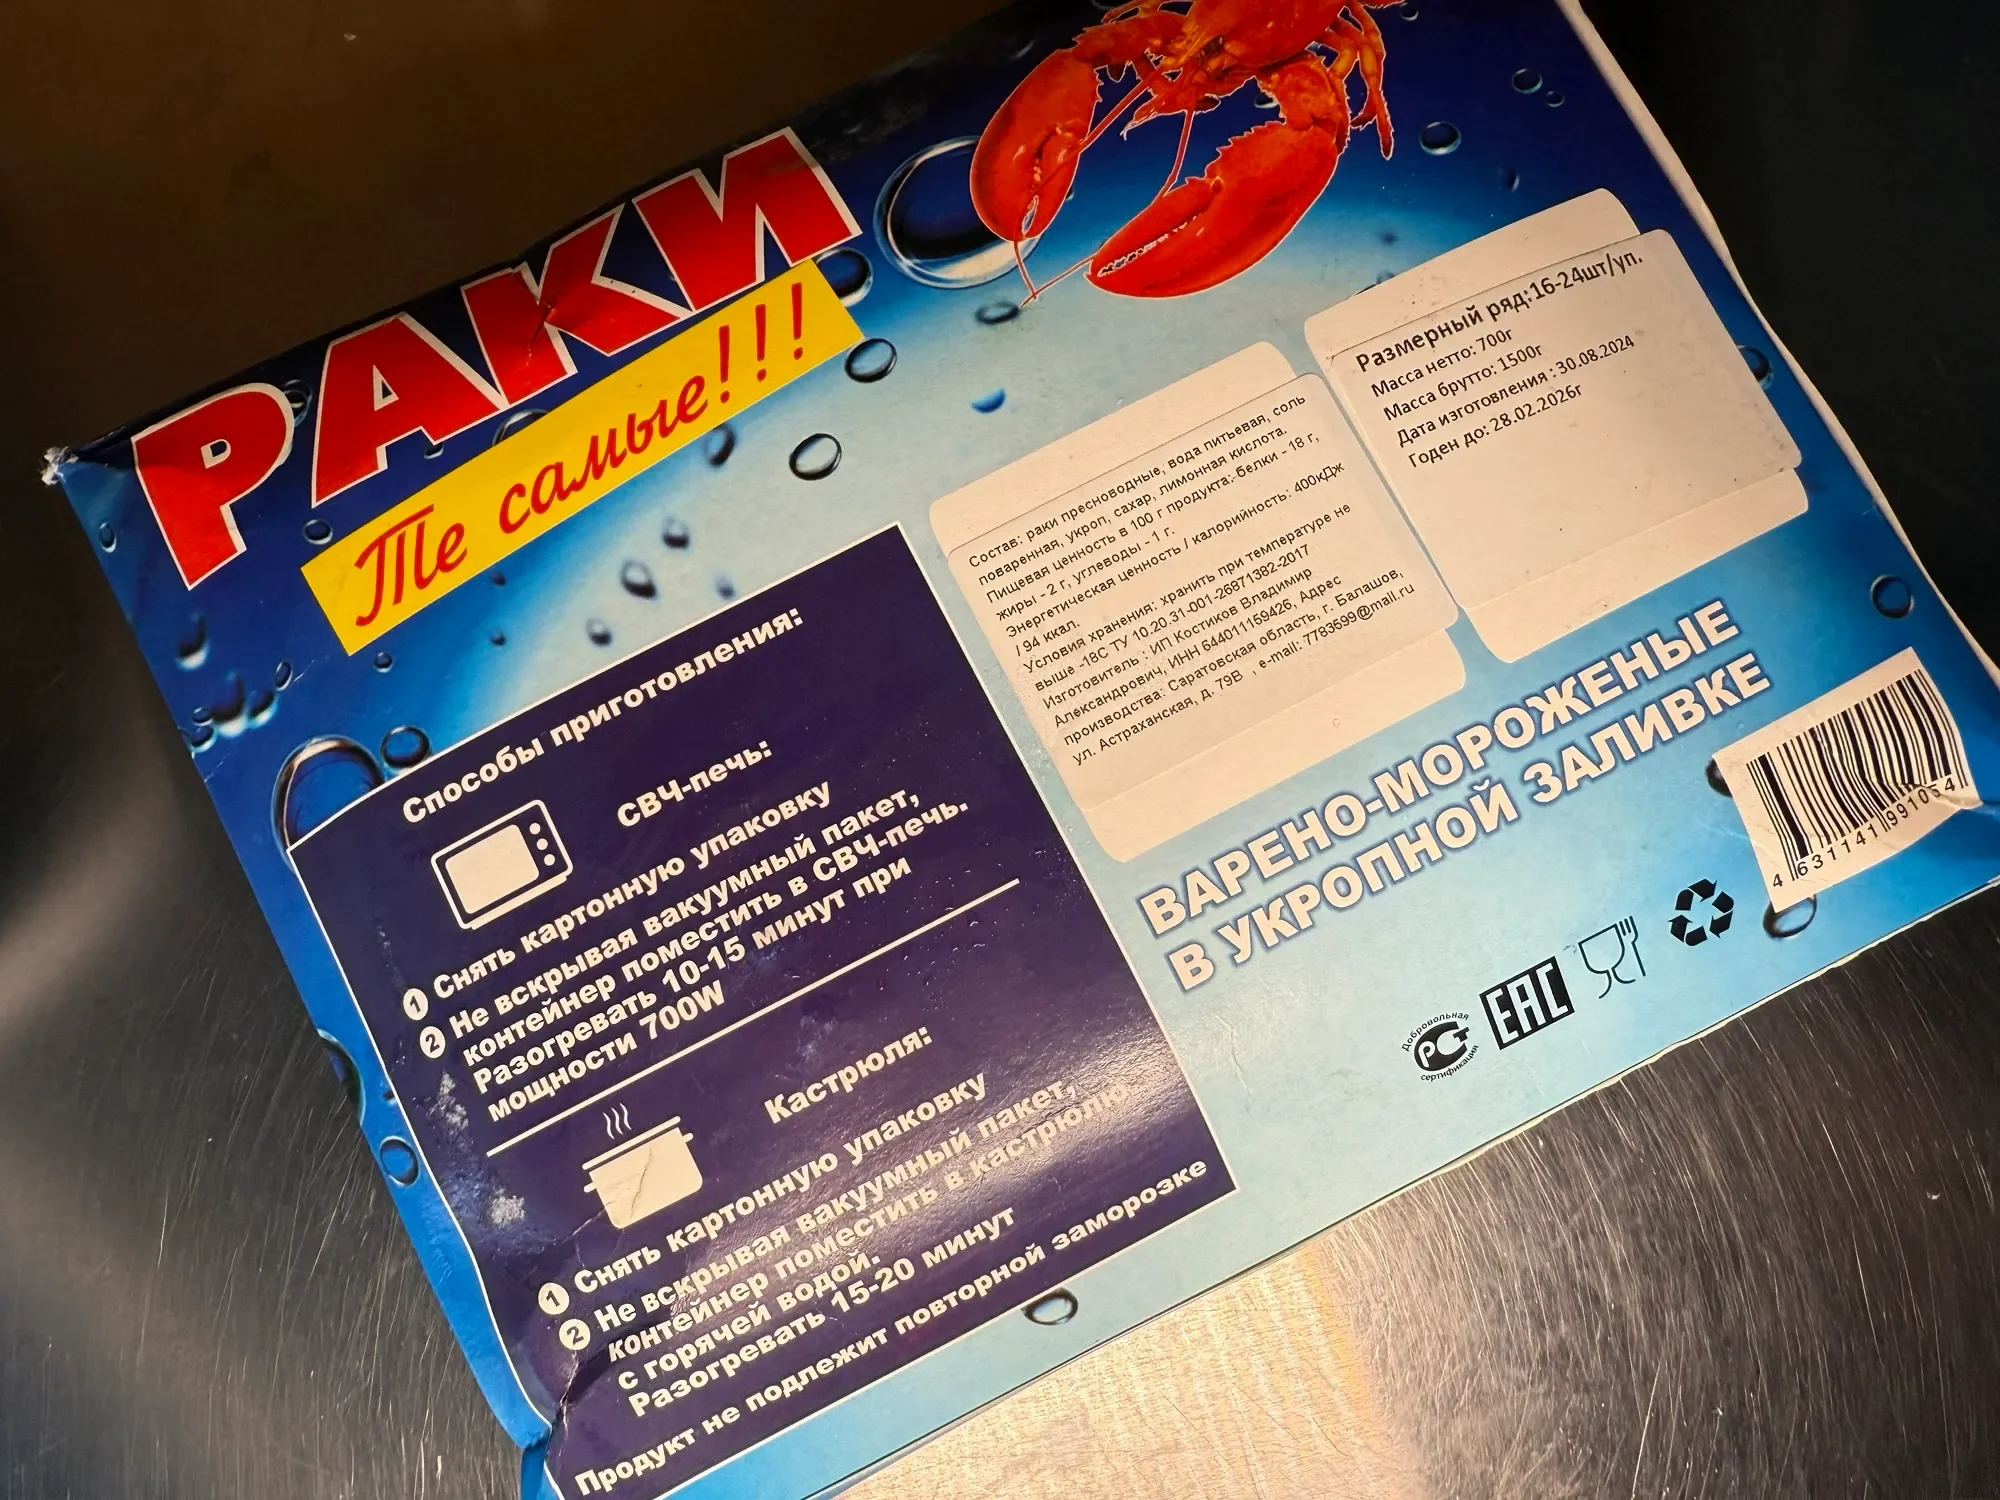 РАКИ
Те самые!!!
Способы приготовления:
СВЧ-печь:
1 Снять картонную упаковку
2 Не вскрывая вакуумный пакет,
контейнер поместить в СВЧ-печь.
Разогревать 10-15 минут при
мощности 700W
Кастрюля:
1 Снять картонную упаковку
2 Не вскрывая вакуумный пакет,
контейнер поместить в кастрюлю
с горячей водой.
Разогревать 15-20 минут
Продукт не подлежит повторной заморозке
Состав: раки пресноводные, вода питьевая, соль
поваренная, укроп, сахар, лимонная кислота.
Пищевая ценность в 100 г продукта:- белки - 18 г,
жиры - 2 г, углеводы - 1 г.
Энергетическая ценность / калорийность: 400кДж
/ 94 ккал.
Условия хранения: хранить при температуре не
выше -18С ТУ 10.20.31-001-26871382-2017
Изготовитель : ИП Костиков Владимир
Александрович, ИНН 644011159426, Адрес
производства: Саратовская область, г. Балашов,
ул. Астраханская, д. 79В , e-mail: 7783699@mail.ru
Размерный ряд:16-24шт/уп.
Масса нетто: 700г
Масса брутто: 1500г
Дата изготовления : 30.08.2024
Годен до: 28.02.2026г
ВАРЕНО-МОРОЖЕНЫЕ
В УКРОПНОЙ ЗАЛИВКЕ
4 631141 991054
Добровольная
РСТ
сертификация
EAC